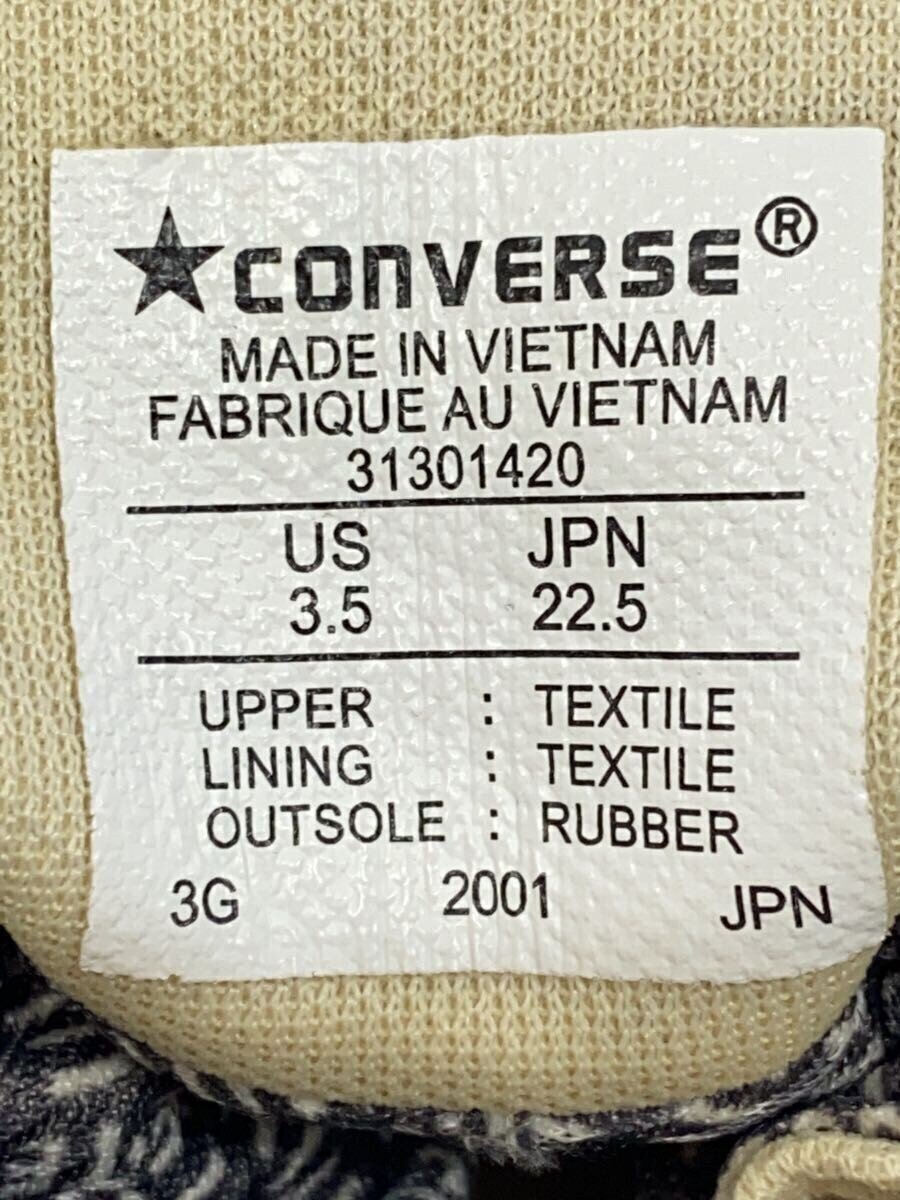 ★CONVERSE®
MADE IN VIETNAM
FABRIQUE AU VIETNAM
31301420
US JPN
3.5 22.5
UPPER : TEXTILE
LINING : TEXTILE
OUTSOLE : RUBBER
3G 2001 JPN